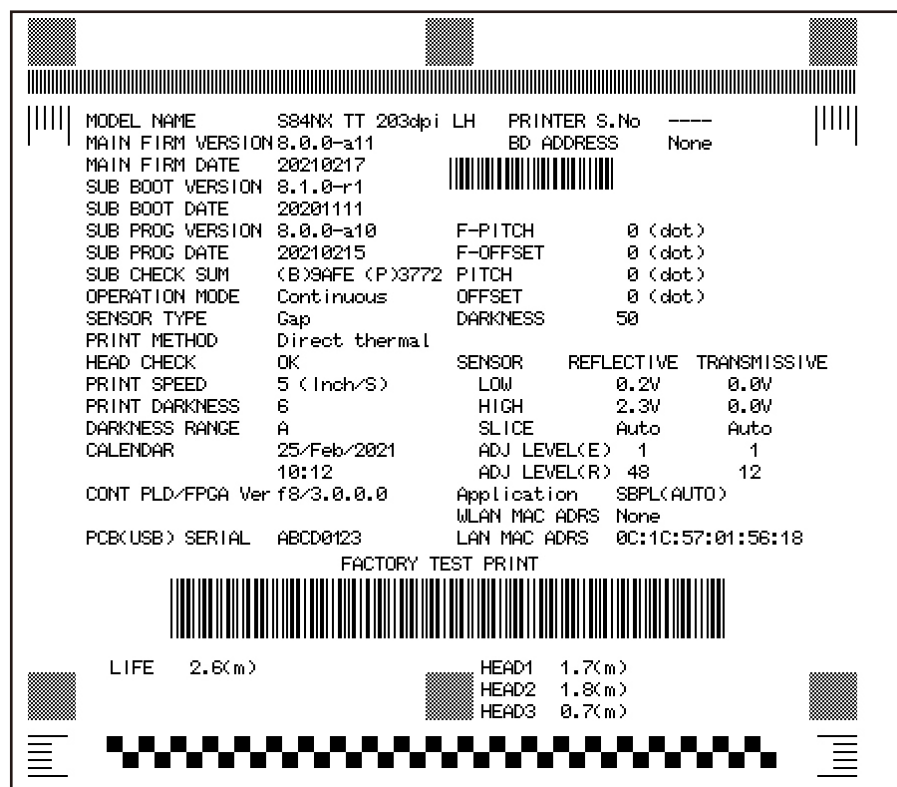 MODEL NAME S84NX TT 203dpi LH PRINTER S.No ----
MAIN FIRM VERSION 8.0.0-a11 BD ADDRESS None
MAIN FIRM DATE 20210217
SUB BOOT VERSION 8.1.0-r1
SUB BOOT DATE 20201111
SUB PROG VERSION 8.0.0-a10 F-PITCH 0 (dot)
SUB PROG DATE 20210215 F-OFFSET 0 (dot)
SUB CHECK SUM (B)9AFE (P)3772 PITCH 0 (dot)
OPERATION MODE Continuous OFFSET 0 (dot)
SENSOR TYPE Gap DARKNESS 50
PRINT METHOD Direct thermal
HEAD CHECK OK SENSOR REFLECTIVE TRANSMISSIVE
PRINT SPEED 5 (Inch/S) LOW 0.2V 0.0V
PRINT DARKNESS 6 HIGH 2.3V 0.0V
DARKNESS RANGE A SLICE Auto Auto
CALENDAR 25/Feb/2021 ADJ LEVEL(E) 1 1
10:12 ADJ LEVEL(R) 48 12
CONT PLD/FPGA Ver f8/3.0.0.0 Application SBPL(AUTO)
WLAN MAC ADRS None
PCB(USB) SERIAL ABCD0123 LAN MAC ADRS 0C:1C:57:01:56:18
FACTORY TEST PRINT
LIFE 2.6(m) HEAD1 1.7(m)
HEAD2 1.8(m)
HEAD3 0.7(m)